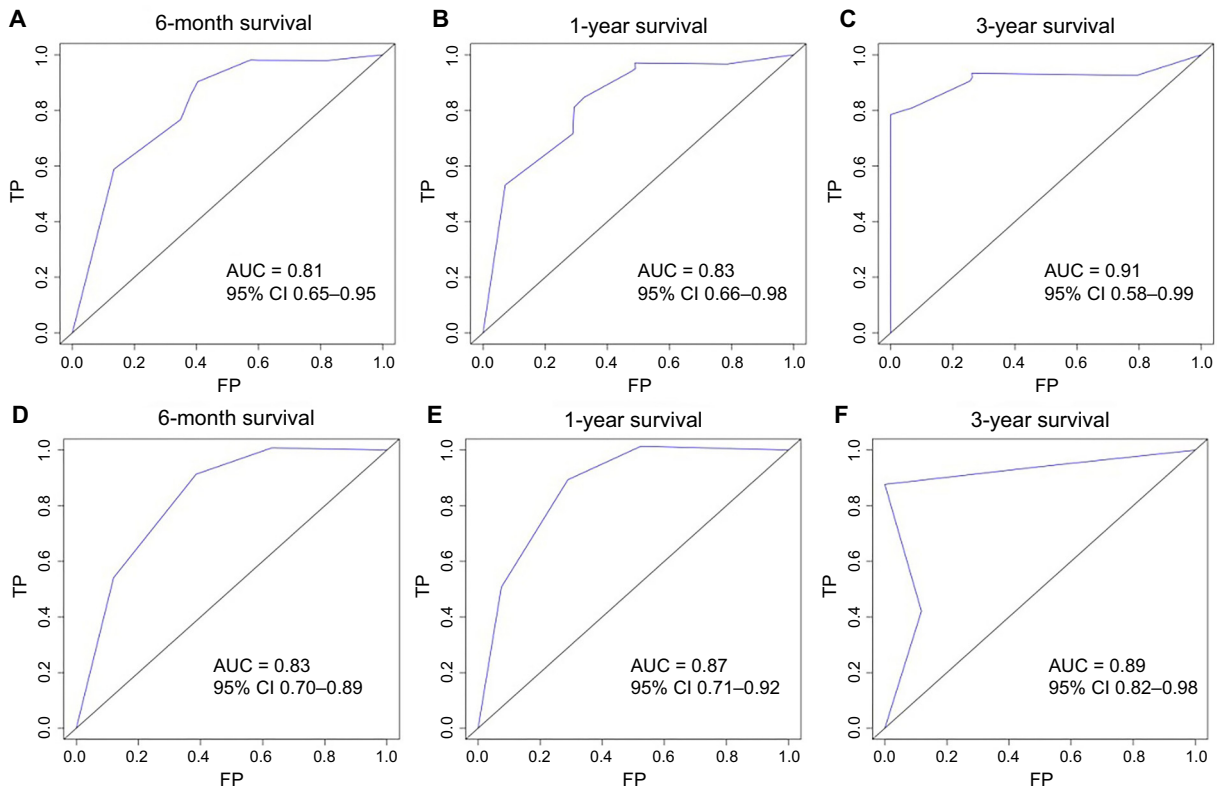 A
6-month survival
TP
0.0 0.2 0.4 0.6 0.8 1.0
AUC = 0.81
95% CI 0.65–0.95
0.0 0.2 0.4 0.6 0.8 1.0
FP
B
1-year survival
TP
0.0 0.2 0.4 0.6 0.8 1.0
AUC = 0.83
95% CI 0.66–0.98
0.0 0.2 0.4 0.6 0.8 1.0
FP
C
3-year survival
TP
0.0 0.2 0.4 0.6 0.8 1.0
AUC = 0.91
95% CI 0.58–0.99
0.0 0.2 0.4 0.6 0.8 1.0
FP
D
6-month survival
TP
0.0 0.2 0.4 0.6 0.8 1.0
AUC = 0.83
95% CI 0.70–0.89
0.0 0.2 0.4 0.6 0.8 1.0
FP
E
1-year survival
TP
0.0 0.2 0.4 0.6 0.8 1.0
AUC = 0.87
95% CI 0.71–0.92
0.0 0.2 0.4 0.6 0.8 1.0
FP
F
3-year survival
TP
0.0 0.2 0.4 0.6 0.8 1.0
AUC = 0.89
95% CI 0.82–0.98
0.0 0.2 0.4 0.6 0.8 1.0
FP